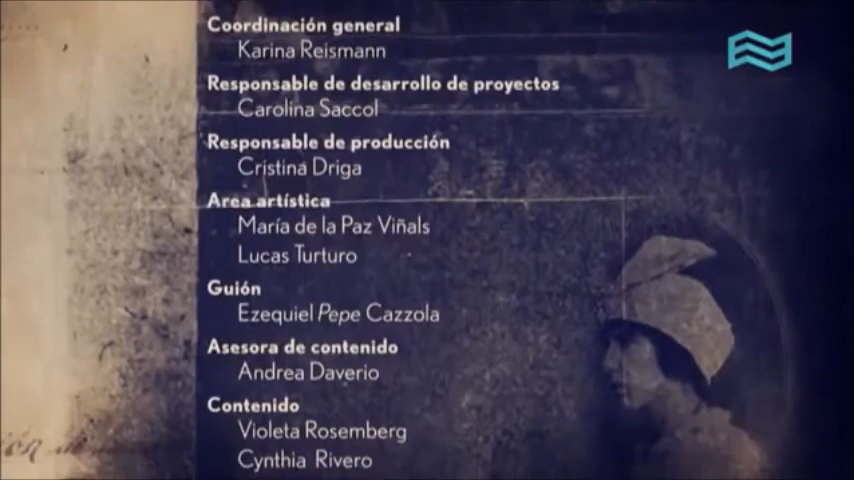 Coordinación general
Karina Reismann
Responsable de desarrollo de proyectos
Carolina Saccol
Responsable de producción
Cristina Driga
Area artística
María de la Paz Viñals
Lucas Turturo
Guión
Ezequiel Pepe Cazzola
Asesora de contenido
Andrea Daverio
Contenido
Violeta Rosemberg
Cynthia Rivero